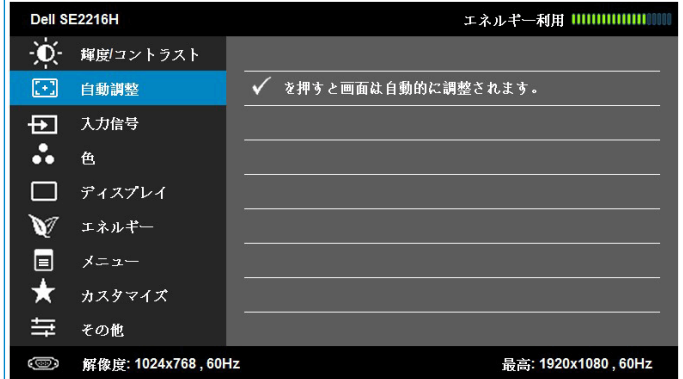 Dell SE2216H エネルギー利用
輝度/コントラスト
自動調整 を押すと画面は自動的に調整されます。
入力信号
色
ディスプレイ
エネルギー
メニュー
カスタマイズ
その他
解像度: 1024x768 , 60Hz 最高: 1920x1080 , 60Hz